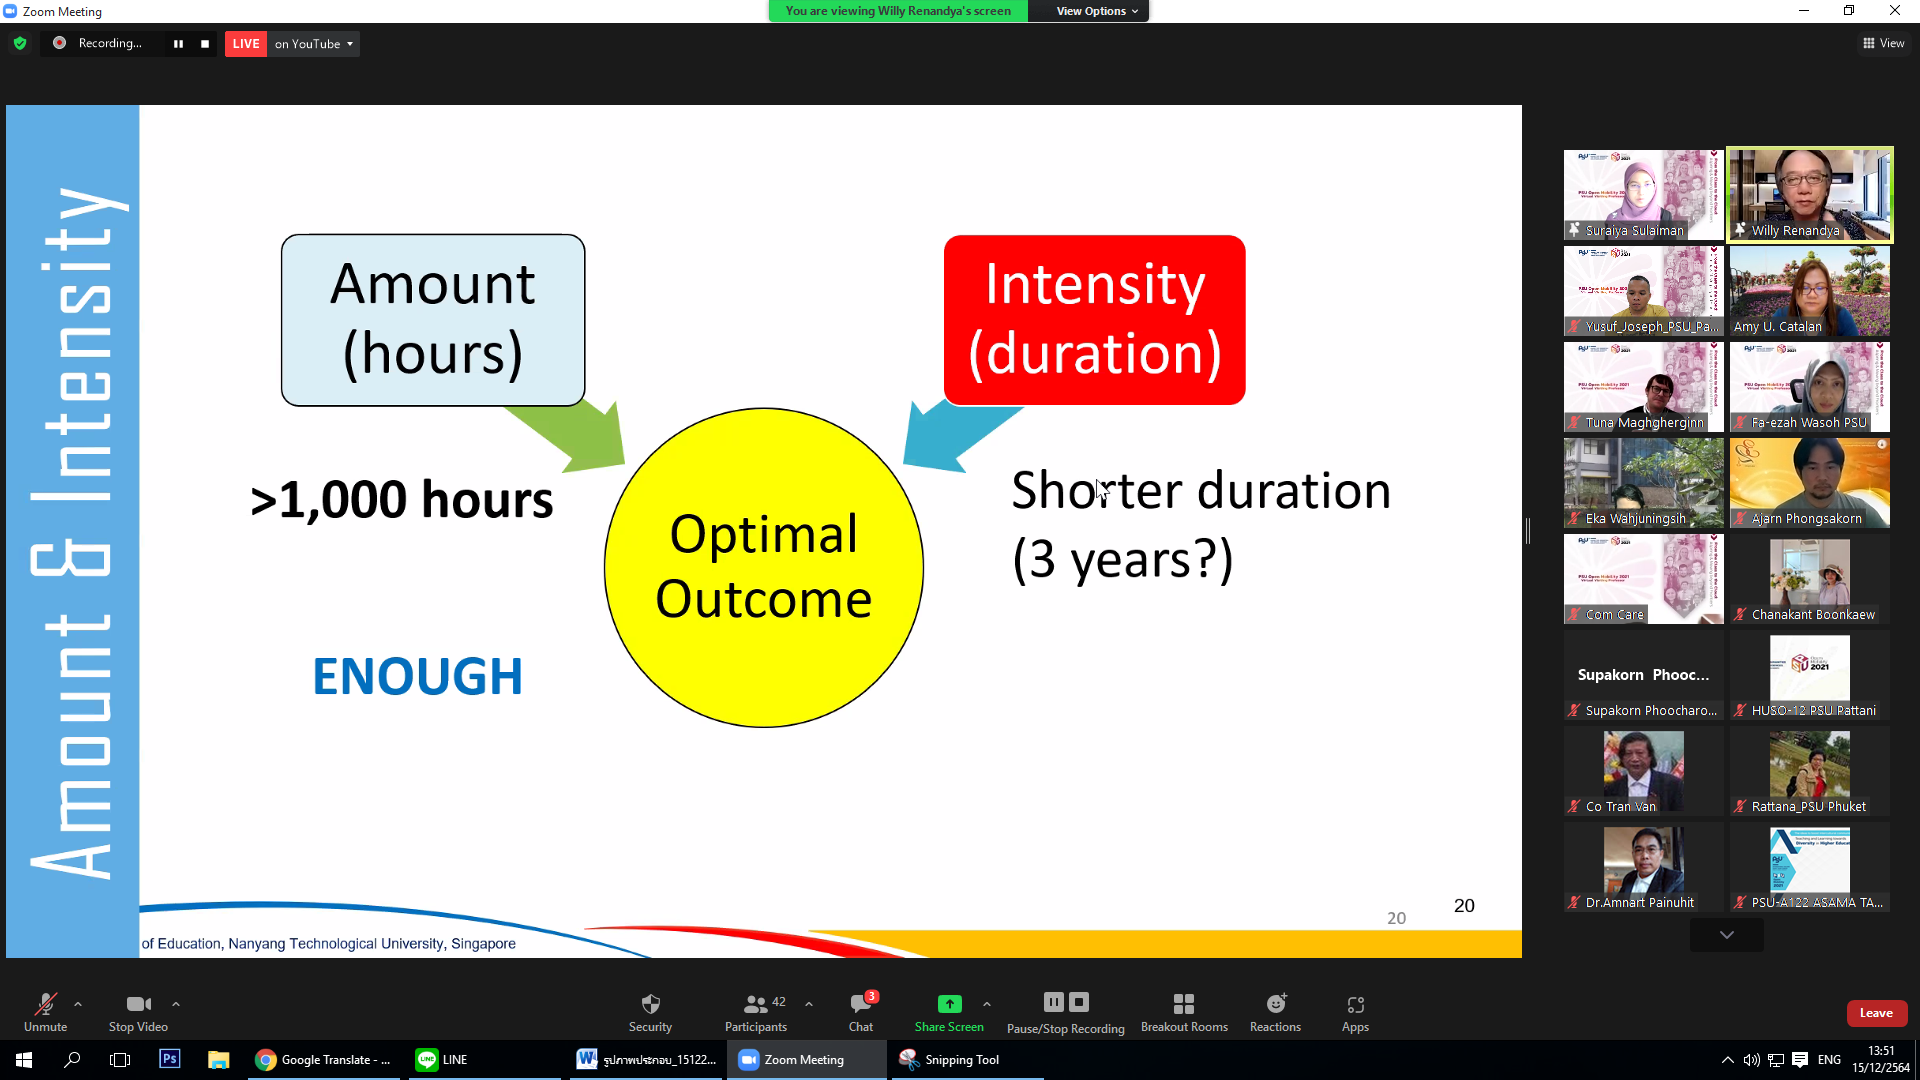 Zoom Meeting
You are viewing Willy Renandya's screen
View Options
Recording...
LIVE
on YouTube
View
Amount & Intensity
Amount
(hours)
Intensity
(duration)
>1,000 hours
Optimal
Outcome
Shorter duration
(3 years?)
ENOUGH
20
20
of Education, Nanyang Technological University, Singapore
Suraiya Sulaiman
Willy Renandya
Yusuf_Joseph_PSU_Pa...
Amy U. Catalan
Tuna Maghgherginn
Fa-ezah Wasoh PSU
Eka Wahjuningsih
Ajarn Phongsakorn
Com Care
Chanakant Boonkaew
Supakorn Phooc...
Supakorn Phoocharo...
HUSO-12 PSU Pattani
Co Tran Van
Rattana_PSU Phuket
Dr.Amnart Painuhit
PSU-A122 ASAMA TA...
Unmute
Stop Video
Security
42
Participants
3
Chat
Share Screen
Pause/Stop Recording
Breakout Rooms
Reactions
Apps
Leave
Ps
Google Translate - ...
LINE
รูปภาพประกอบ_15122...
Zoom Meeting
Snipping Tool
ENG
13:51
15/12/2564